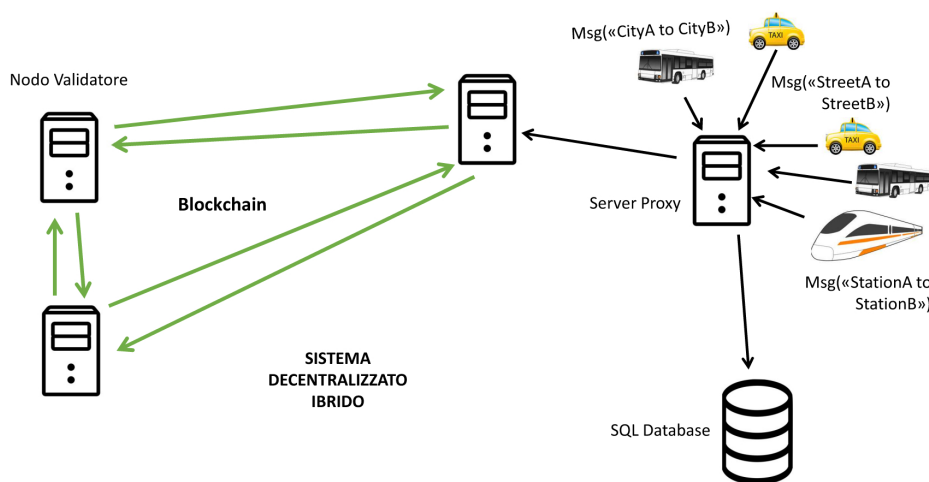 Msg(«CityA to CityB»)
TAXI
Nodo Validatore
Msg(«StreetA to
StreetB»)
TAXI
Blockchain
Server Proxy
Msg(«StationA to
StationB»)
SISTEMA
DECENTRALIZZATO
IBRIDO
SQL Database